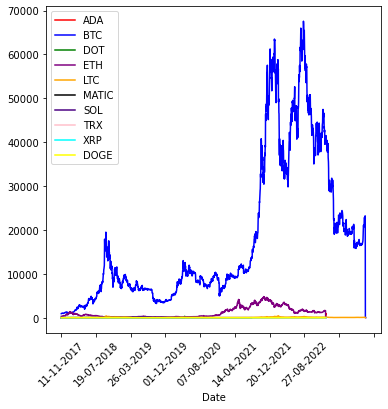 70000
60000
50000
40000
30000
20000
10000
0
ADA
BTC
DOT
ETH
LTC
MATIC
SOL
TRX
XRP
DOGE
11-11-2017
19-07-2018
26-03-2019
01-12-2019
07-08-2020
14-04-2021
20-12-2021
27-08-2022
Date